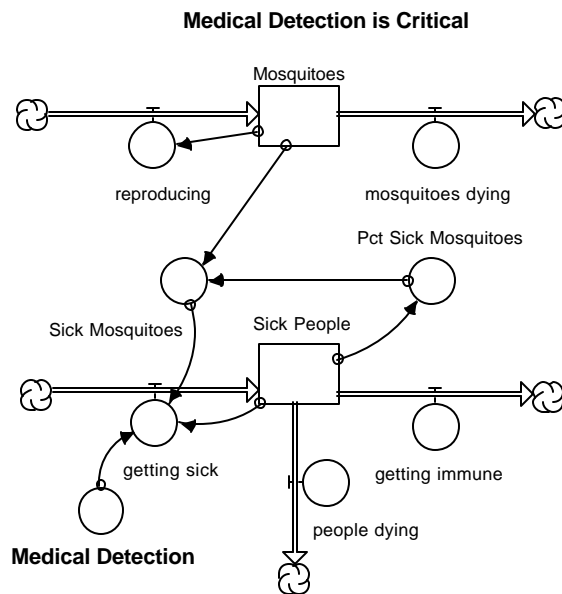 Medical Detection is Critical
Mosquitoes
reproducing
mosquitoes dying
Pct Sick Mosquitoes
Sick Mosquitoes
Sick People
getting sick
getting immune
people dying
Medical Detection